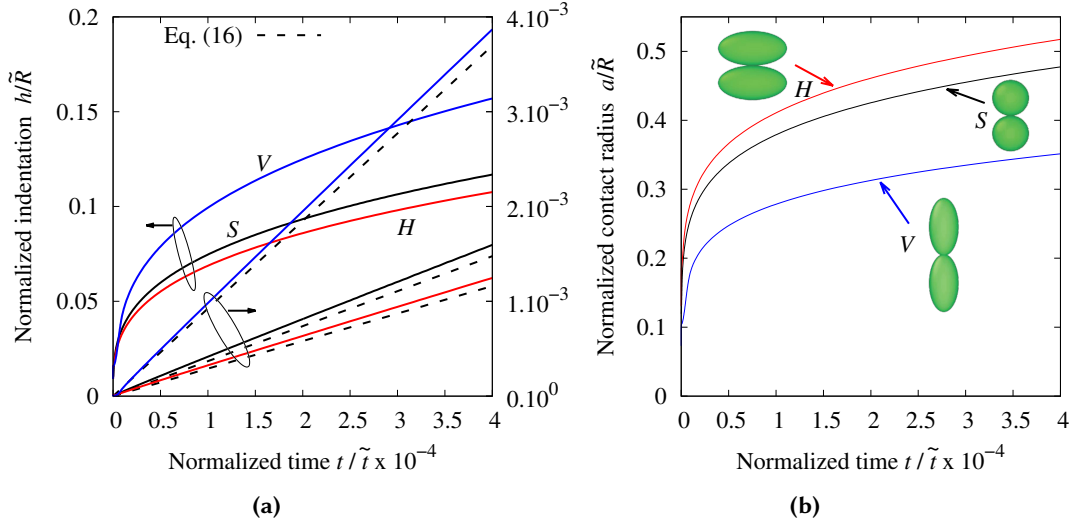 Normalized indentation h/R̃
0.2
0.15
0.1
0.05
0
Eq. (16)
V
S
H
4.10⁻³
3.10⁻³
2.10⁻³
1.10⁻³
0.10⁰
0 0.5 1 1.5 2 2.5 3 3.5 4
Normalized time t / t̃ x 10⁻⁴
(a)
Normalized contact radius a/R̃
0.5
0.4
0.3
0.2
0.1
0
H
S
V
0 0.5 1 1.5 2 2.5 3 3.5 4
Normalized time t / t̃ x 10⁻⁴
(b)